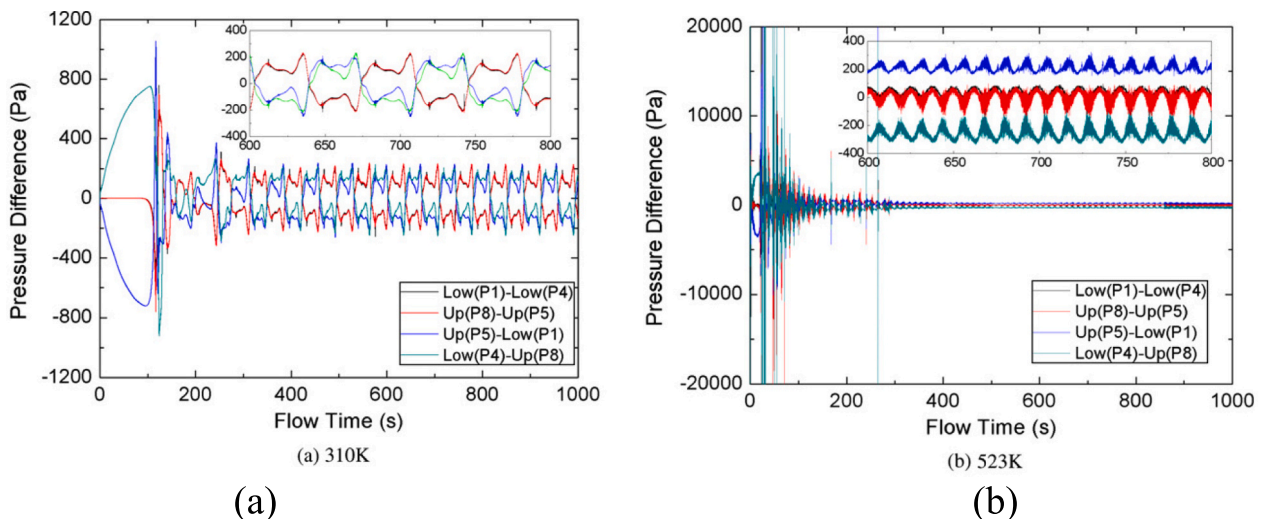 1200
800
400
0
-400
-800
-1200
Pressure Difference (Pa)
400
200
0
-200
-400
600 650 700 750 800
Low(P1)-Low(P4)
Up(P8)-Up(P5)
Up(P5)-Low(P1)
Low(P4)-Up(P8)
0 200 400 600 800 1000
Flow Time (s)
(a) 310K
(a)
20000
10000
0
-10000
-20000
Pressure Difference (Pa)
400
200
0
-200
-400
600 650 700 750 800
Low(P1)-Low(P4)
Up(P8)-Up(P5)
Up(P5)-Low(P1)
Low(P4)-Up(P8)
0 200 400 600 800 1000
Flow Time (s)
(b) 523K
(b)